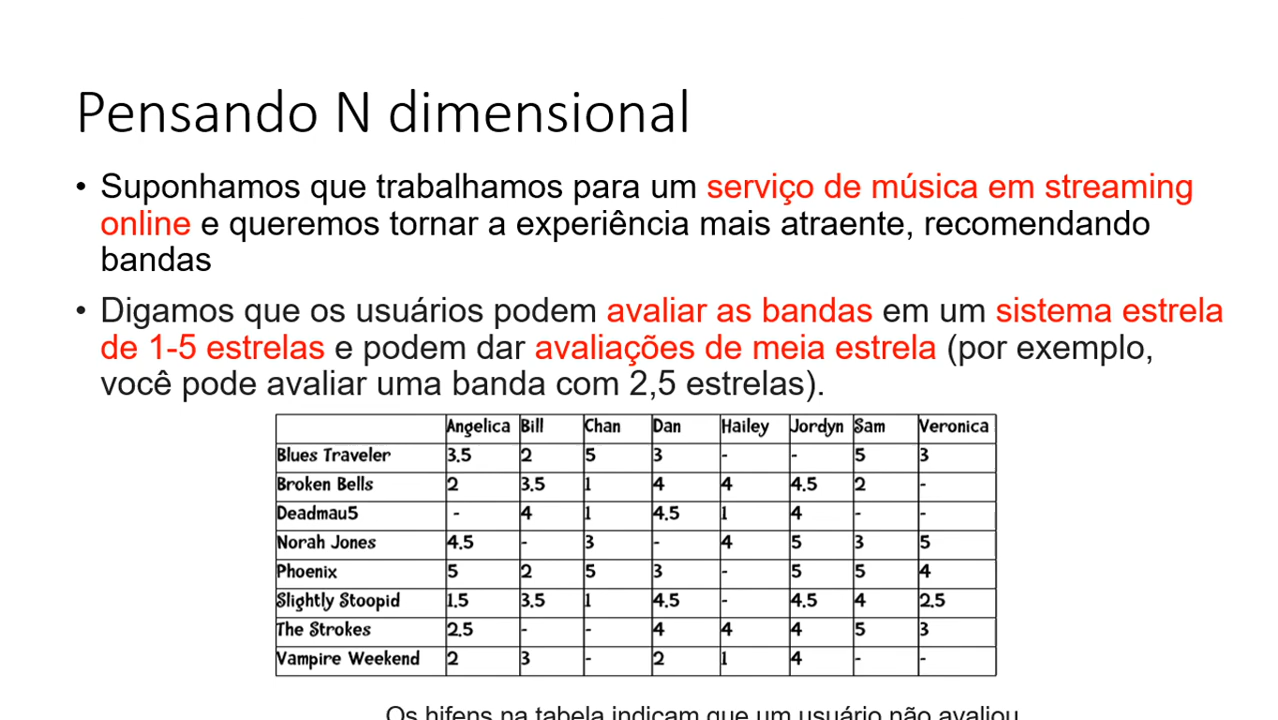 Pensando N dimensional
• Suponhamos que trabalhamos para um serviço de música em streaming
online e queremos tornar a experiência mais atraente, recomendando
bandas
• Digamos que os usuários podem avaliar as bandas em um sistema estrela
de 1-5 estrelas e podem dar avaliações de meia estrela (por exemplo,
você pode avaliar uma banda com 2,5 estrelas).
Angelica Bill Chan Dan Hailey Jordyn Sam Veronica
Blues Traveler 3.5 2 5 3 - - 5 3
Broken Bells 2 3.5 1 4 4 4.5 2 -
Deadmau5 - 4 1 4.5 1 4 - -
Norah Jones 4.5 - 3 - 4 5 3 5
Phoenix 5 2 5 3 - 5 5 4
Slightly Stoopid 1.5 3.5 1 4.5 - 4.5 4 2.5
The Strokes 2.5 - - 4 4 4 5 3
Vampire Weekend 2 3 - 2 1 4 - -
Os hifens na tabela indicam que um usuário não avaliou